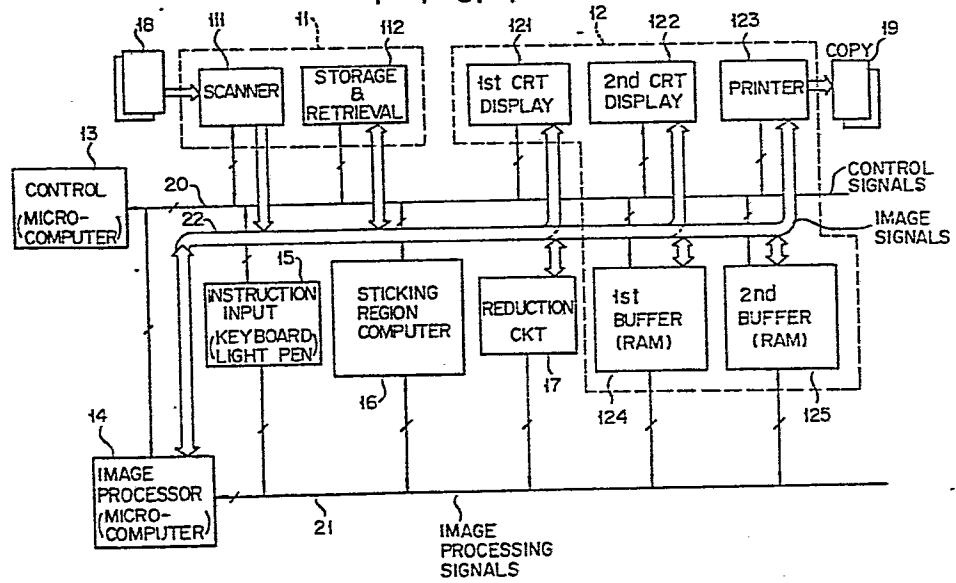 18
111
11
112
12
121
122
123
COPY
19
SCANNER
STORAGE
&
RETRIEVAL
1st CRT
DISPLAY
2nd CRT
DISPLAY
PRINTER
13
CONTROL
(MICRO-
COMPUTER)
20
22
CONTROL
SIGNALS
IMAGE
SIGNALS
15
INSTRUCTION
INPUT
(KEYBOARD
LIGHT PEN)
STICKING
REGION
COMPUTER
16
REDUCTION
CKT
17
1st
BUFFER
(RAM)
124
2nd
BUFFER
(RAM)
125
14
IMAGE
PROCESSOR
(MICRO-
COMPUTER)
21
IMAGE
PROCESSING
SIGNALS